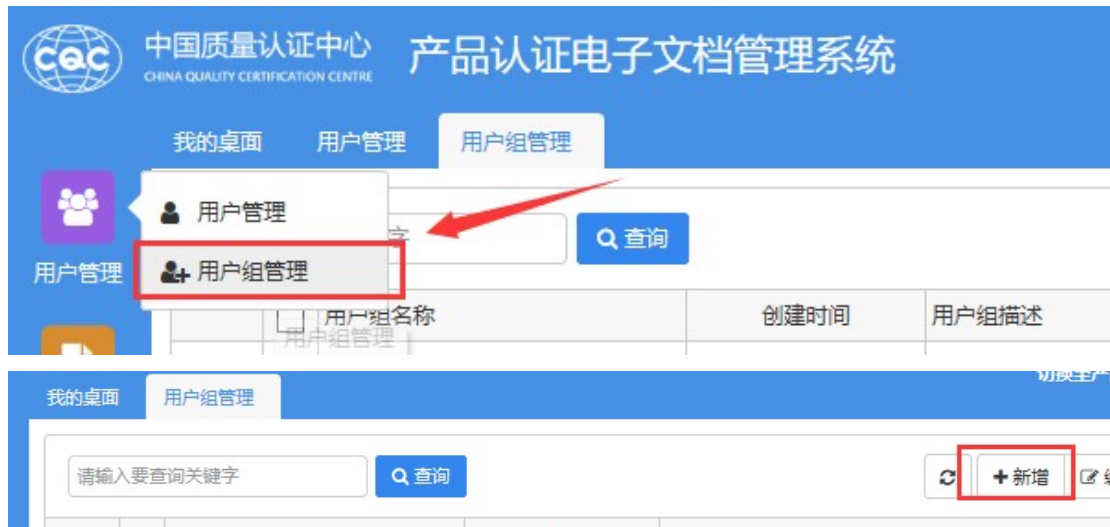 CQC
中国质量认证中心
CHINA QUALITY CERTIFICATION CENTRE
产品认证电子文档管理系统
我的桌面 用户管理 用户组管理
用户管理
字 查询
用户管理 用户组管理
用户组名称 创建时间 用户组描述
用户组管理
我的桌面 用户组管理
请输入要查询关键字 查询 新增